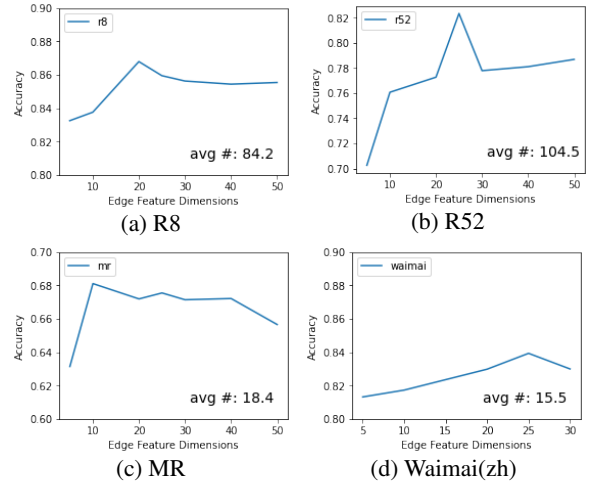 0.90
0.88
0.86
0.84
0.82
0.80
Accuracy
r8
avg #: 84.2
10 20 30 40 50
Edge Feature Dimensions
(a) R8
0.82
0.80
0.78
0.76
0.74
0.72
0.70
Accuracy
r52
avg #: 104.5
10 20 30 40 50
Edge Feature Dimensions
(b) R52
0.70
0.68
0.66
0.64
0.62
0.60
Accuracy
mr
avg #: 18.4
10 20 30 40 50
Edge Feature Dimensions
(c) MR
0.90
0.88
0.86
0.84
0.82
0.80
Accuracy
waimai
avg #: 15.5
5 10 15 20 25 30
Edge Feature Dimensions
(d) Waimai(zh)